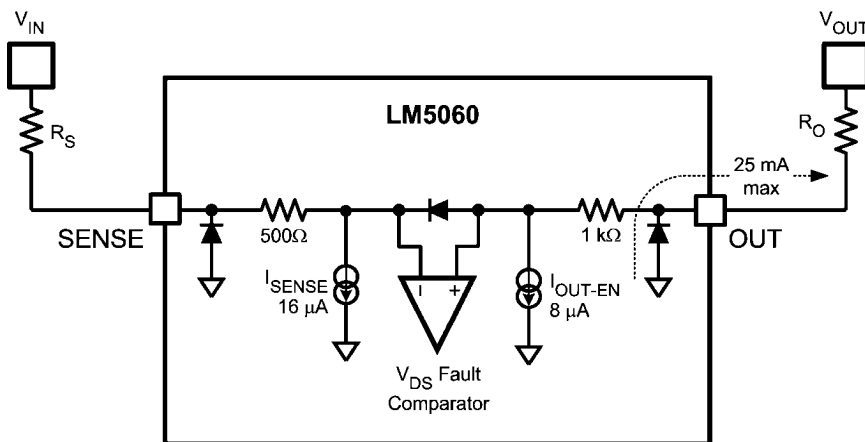 V_IN
V_OUT
LM5060
R_S
R_O
25 mA
max
SENSE
500Ω
1 kΩ
OUT
I_SENSE
16 μA
I
+
I_OUT-EN
8 μA
V_DS Fault
Comparator